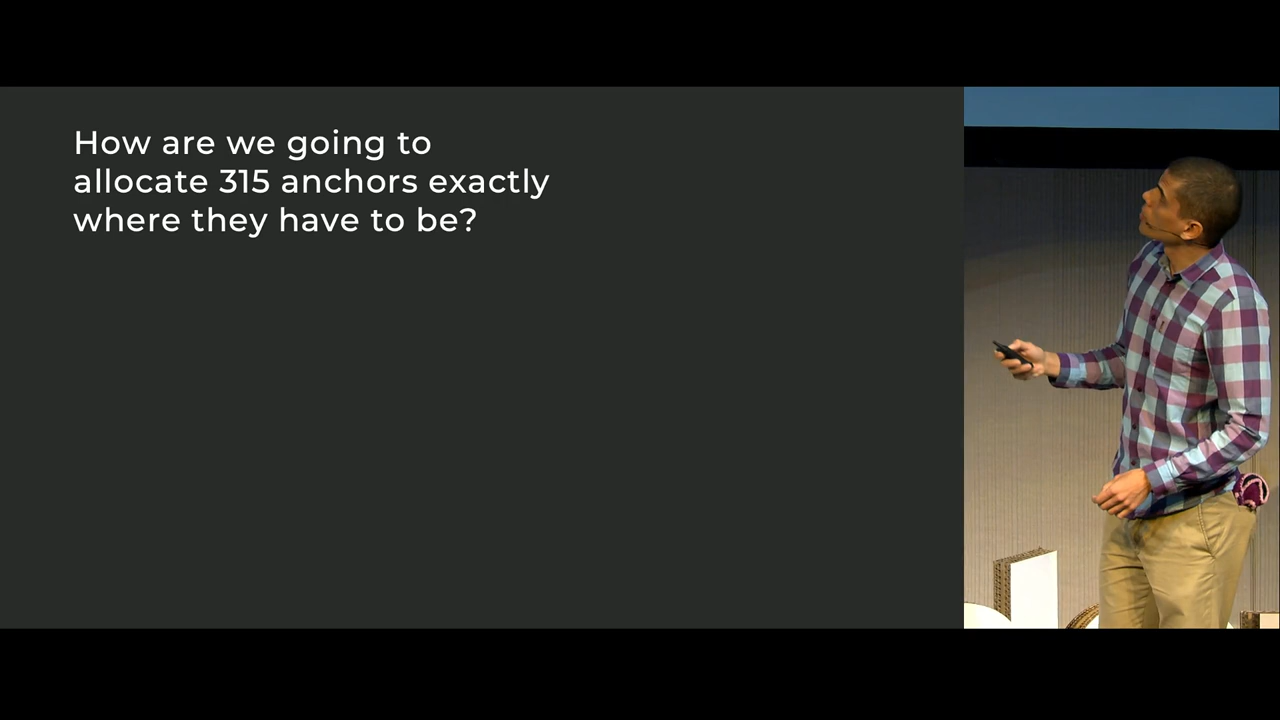 How are we going to
allocate 315 anchors exactly
where they have to be?